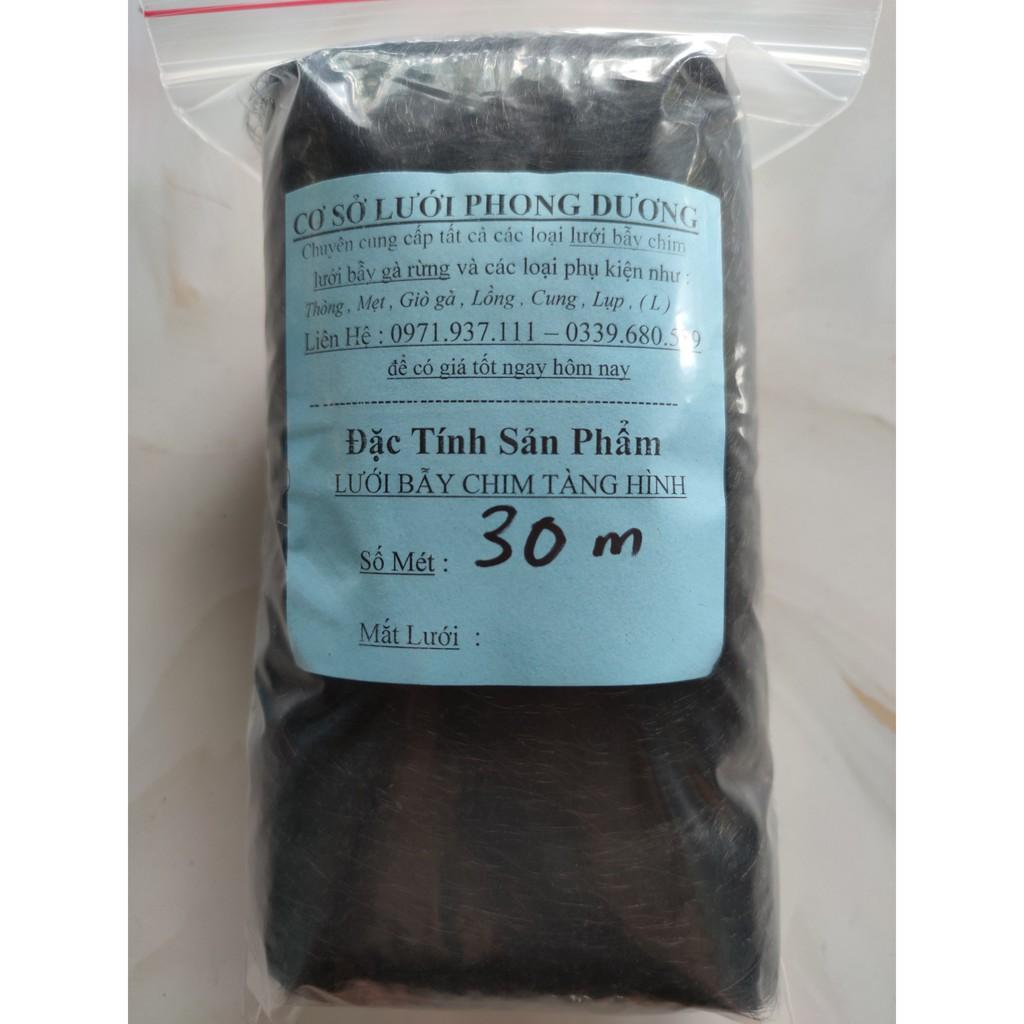 CƠ SỞ LƯỚI PHONG DƯƠNG
Chuyên cung cấp tất cả các loại lưới bẫy chim
lưới bẫy gà rừng và các loại phụ kiện như :
Thòng , Mẹt , Giò gà , Lồng , Cung , Lụp , ( L )
Liên Hệ : 0971.937.111 –
để có giá tốt ngay hôm nay
Đặc Tính Sản Phẩm
LƯỚI BẪY CHIM TÀNG HÌNH
Số Mét : 30 m
Mắt Lưới :